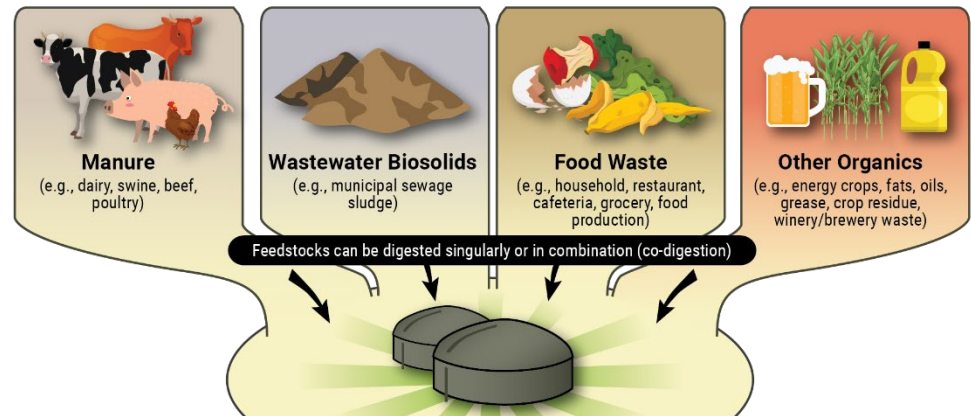 Manure
(e.g., dairy, swine, beef,
poultry)
Wastewater Biosolids
(e.g., municipal sewage
sludge)
Food Waste
(e.g., household, restaurant,
cafeteria, grocery, food
production)
Other Organics
(e.g., energy crops, fats, oils,
grease, crop residue,
winery/brewery waste)
Feedstocks can be digested singularly or in combination (co-digestion)